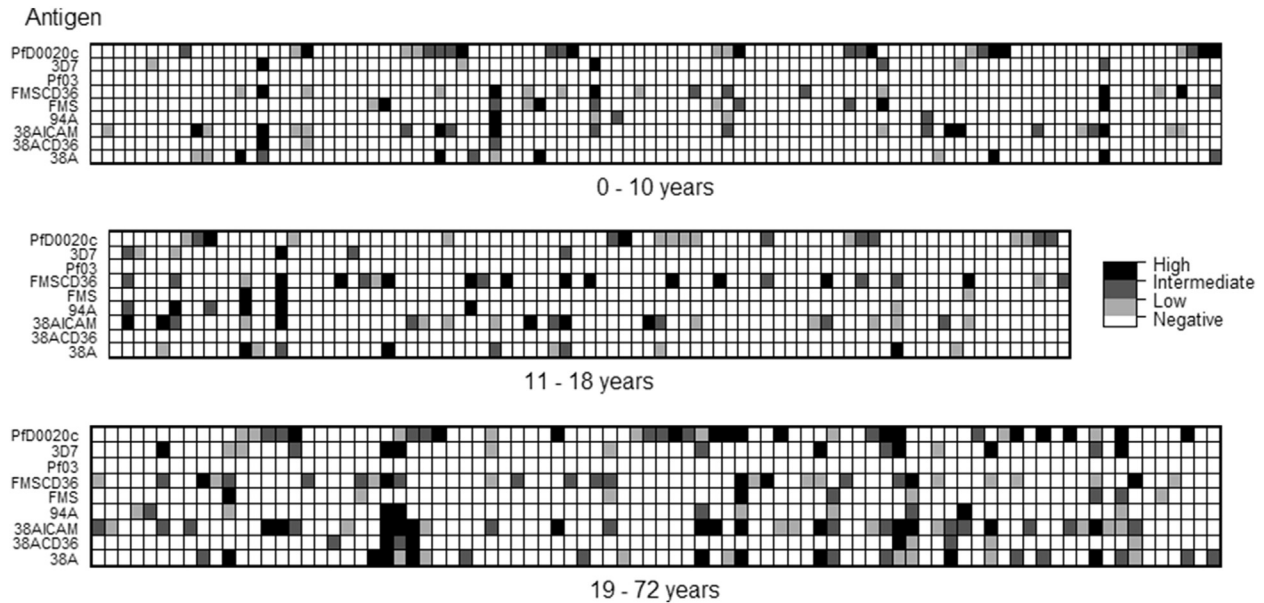 Antigen
PfD0020c
3D7
Pf03
FMSCD36
FMS
94A
38AICAM
38ACD36
38A
0 - 10 years
PfD0020c
3D7
Pf03
FMSCD36
FMS
94A
38AICAM
38ACD36
38A
11 - 18 years
High
Intermediate
Low
Negative
PfD0020c
3D7
Pf03
FMSCD36
FMS
94A
38AICAM
38ACD36
38A
19 - 72 years